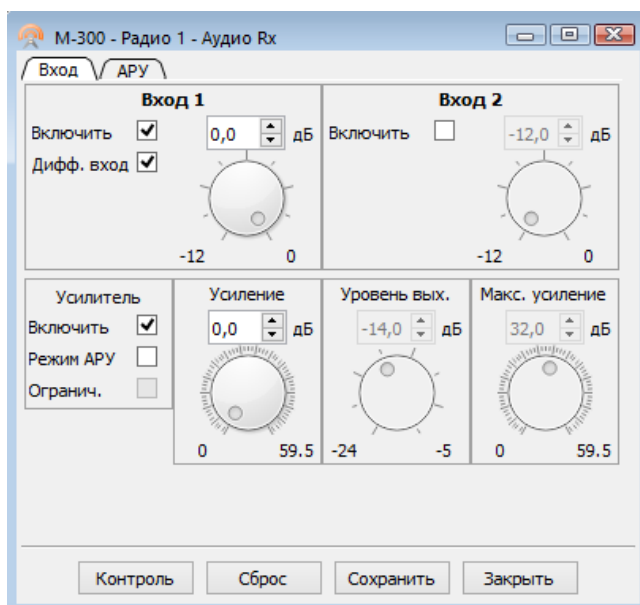 М-300 - Радио 1 - Аудио Rx
Вход АРУ
Вход 1
Включить 0,0 дБ
Дифф. вход
-12 0
Вход 2
Включить -12,0 дБ
-12 0
Усилитель
Включить
Режим АРУ
Огранич.
Усиление
0,0 дБ
0 59.5
Уровень вых.
-14,0 дБ
-24 -5
Макс. усиление
32,0 дБ
0 59.5
Контроль Сброс Сохранить Закрыть